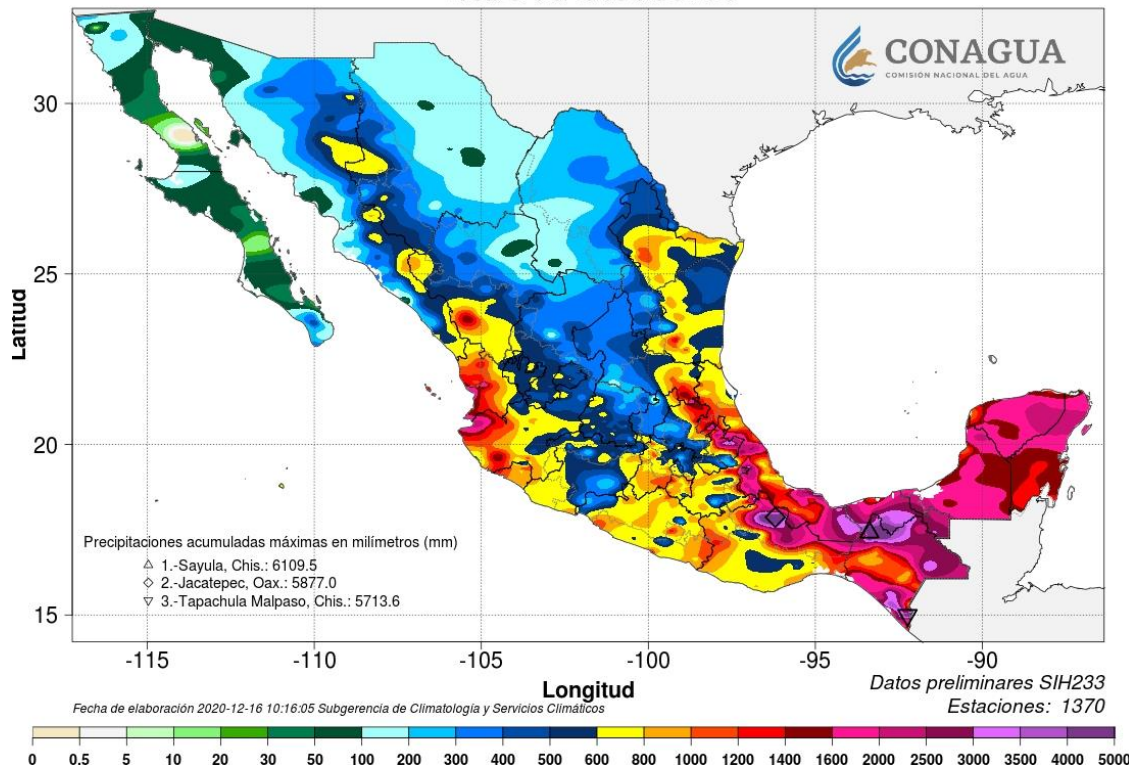 CONAGUA
COMISIÓN NACIONAL DEL AGUA
30
25
20
15
Latitud
Precipitaciones acumuladas máximas en milímetros (mm)
△ 1.-Sayula, Chis.: 6109.5
◇ 2.-Jacatepec, Oax.: 5877.0
▽ 3.-Tapachula Malpaso, Chis.: 5713.6
-115 -110 -105 -100 -95 -90
Longitud
Datos preliminares SIH233
Estaciones: 1370
Fecha de elaboración 2020-12-16 10:16:05 Subgerencia de Climatología y Servicios Climáticos
0 0.5 5 10 20 30 50 100 200 300 400 500 600 800 1000 1200 1400 1600 2000 2500 3000 3500 4000 5000